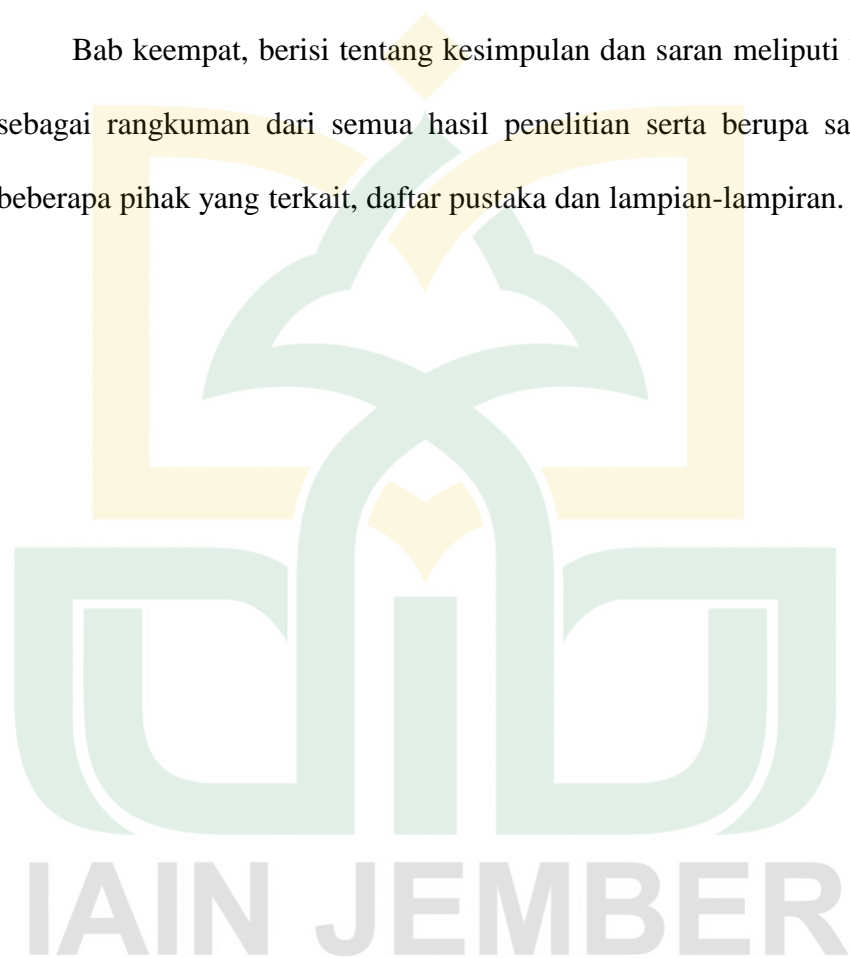 Bab keempat, berisi tentang kesimpulan dan saran meliputi
sebagai rangkuman dari semua hasil penelitian serta berupa
beberapa pihak yang terkait, daftar pustaka dan lampian-lampiran.
IAIN JEMBER